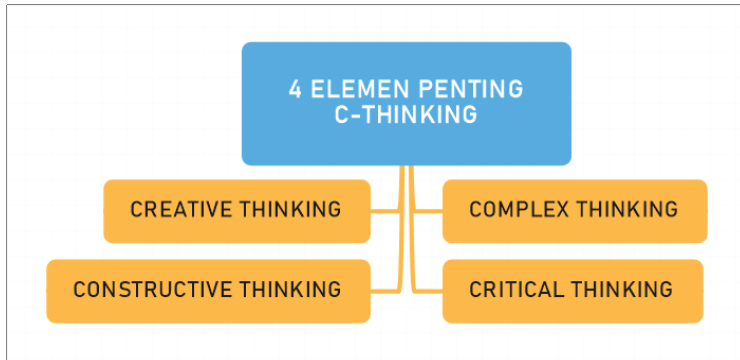 4 ELEMEN PENTING
C-THINKING
CREATIVE THINKING
COMPLEX THINKING
CONSTRUCTIVE THINKING
CRITICAL THINKING